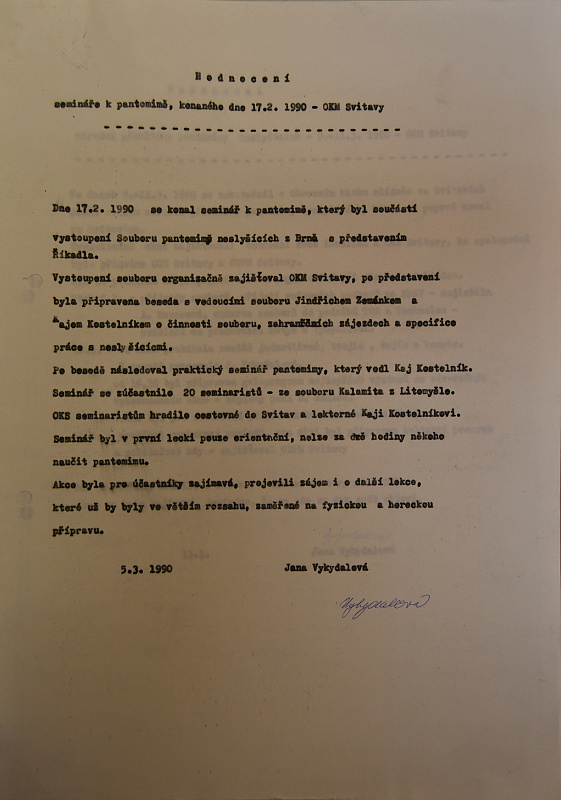 H o d n o c e n í
semináře k pantomimě, konaného dne 17.2. 1990 - OKM Svitavy
Dne 17.2. 1990 se konal seminář k pantomimě, který byl součástí
vystoupení Souboru pantomimy neslyšících z Brna s představením
Říkadla.
Vystoupení souboru organizačně zajišťoval OKM Svitavy, po představení
byla připravena beseda s vedoucími souboru Jindřichem Zemánkem a
Kajem Kostelníkem o činnosti souboru, zahraničních zájezdech a specifice
práce s neslyšícími.
Po besedě následoval praktický seminář pantomimy, který vedl Kaj Kostelník.
Seminář se zúčastnilo 20 seminaristů - ze souboru Kalamita z Litomyšle.
OKS seminaristům hradilo cestovné do Svitav a lektorné Kaji Kostelníkovi.
Seminář byl v první lekci pouze orientační, nelze za dvě hodiny někoho
naučit pantomimu.
Akce byla pro účastníky zajímavá, projevili zájem i o další lekce,
které už by byly ve větším rozsahu, zaměřené na fyzickou a hereckou
přípravu.
5.3. 1990 Jana Vykydalová
Vykydalová